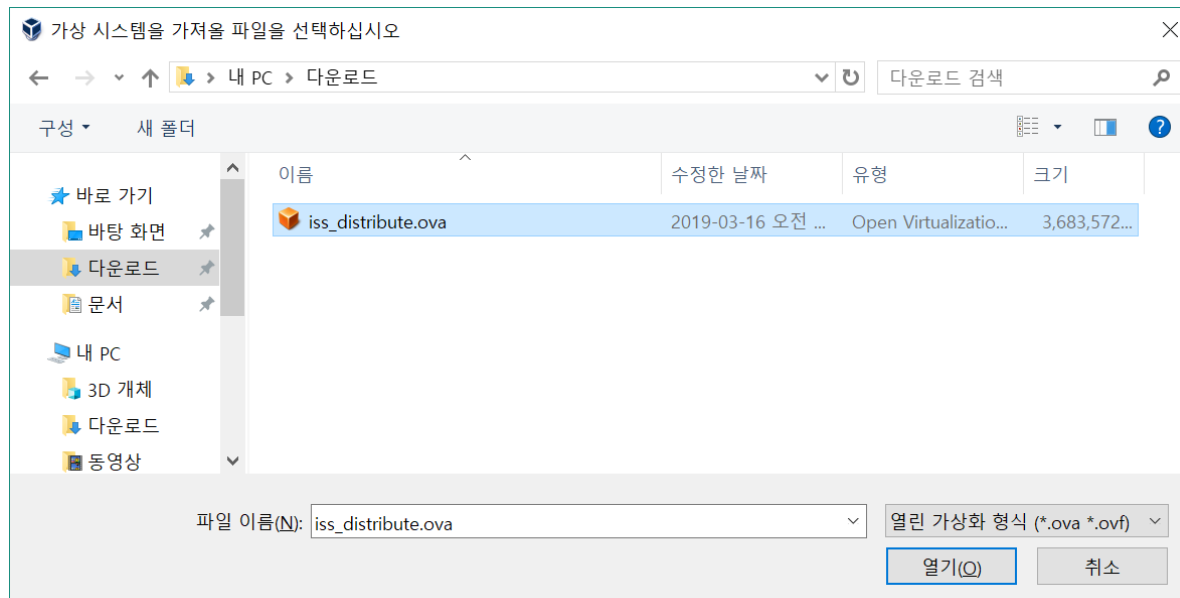 가상 시스템을 가져올 파일을 선택하십시오
내 PC > 다운로드
다운로드 검색
구성
새 폴더
이름
수정한 날짜
유형
크기
바로 가기
바탕 화면
다운로드
문서
내 PC
3D 개체
다운로드
동영상
iss_distribute.ova
2019-03-16 오전 ...
Open Virtualizatio...
3,683,572...
파일 이름(N):
iss_distribute.ova
열린 가상화 형식 (*.ova *.ovf)
열기(O)
취소